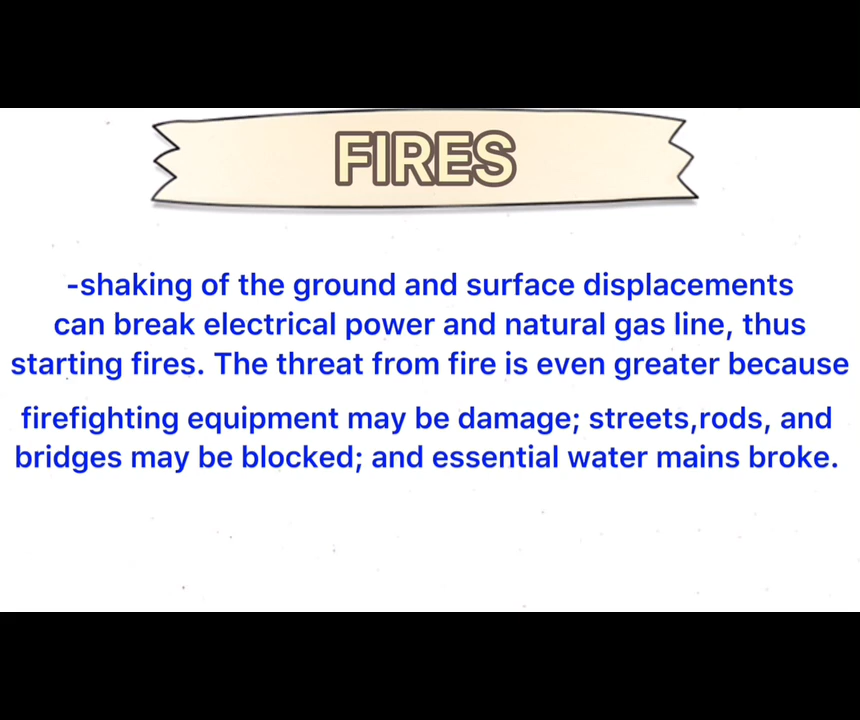 FIRES
-shaking of the ground and surface displacements
can break electrical power and natural gas line, thus
starting fires. The threat from fire is even greater because
firefighting equipment may be damage; streets,rods, and
bridges may be blocked; and essential water mains broke.